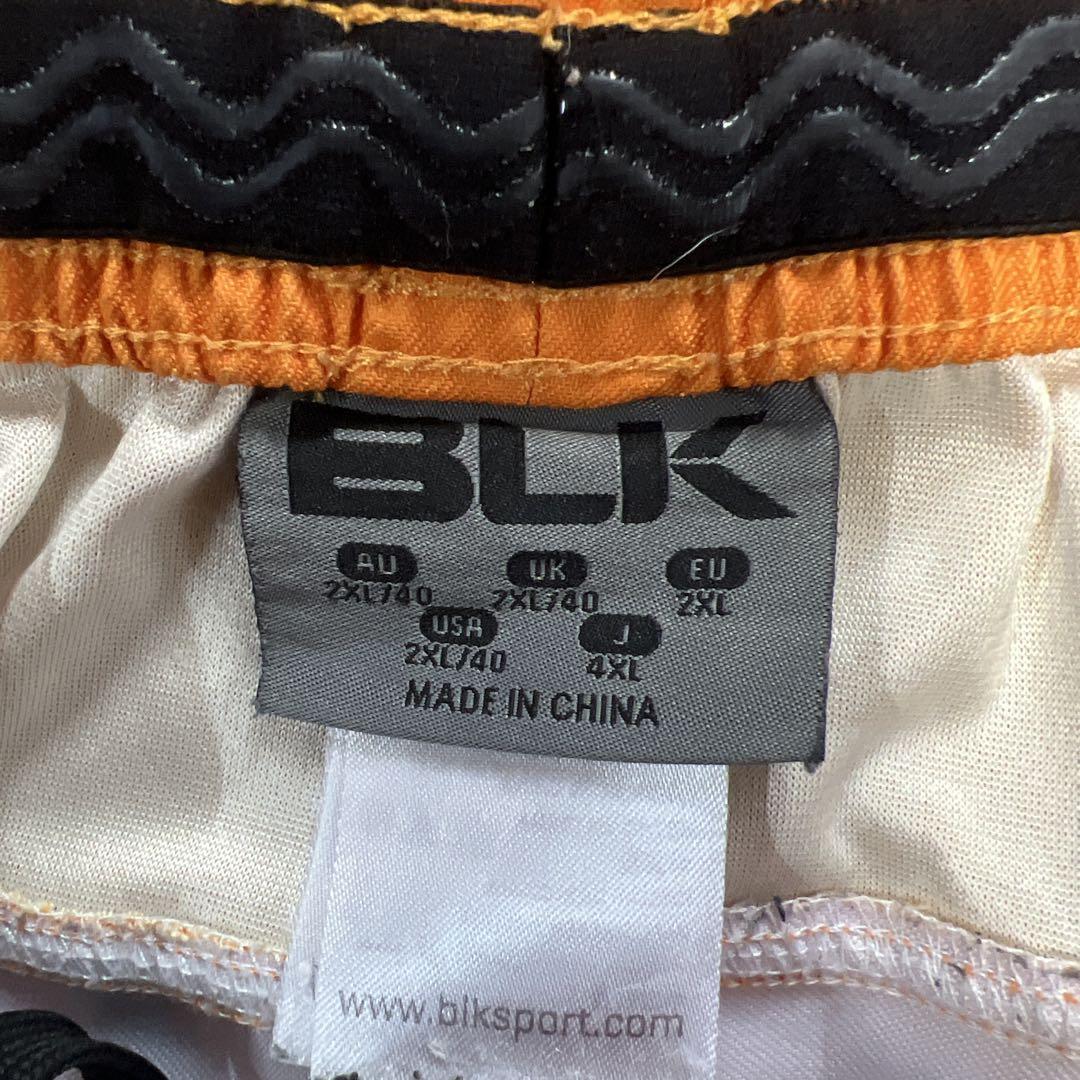 BLK
AU UK EU
2XL/40 2XL/40 2XL
USA J
2XL/40 4XL
MADE IN CHINA
www.blksport.com